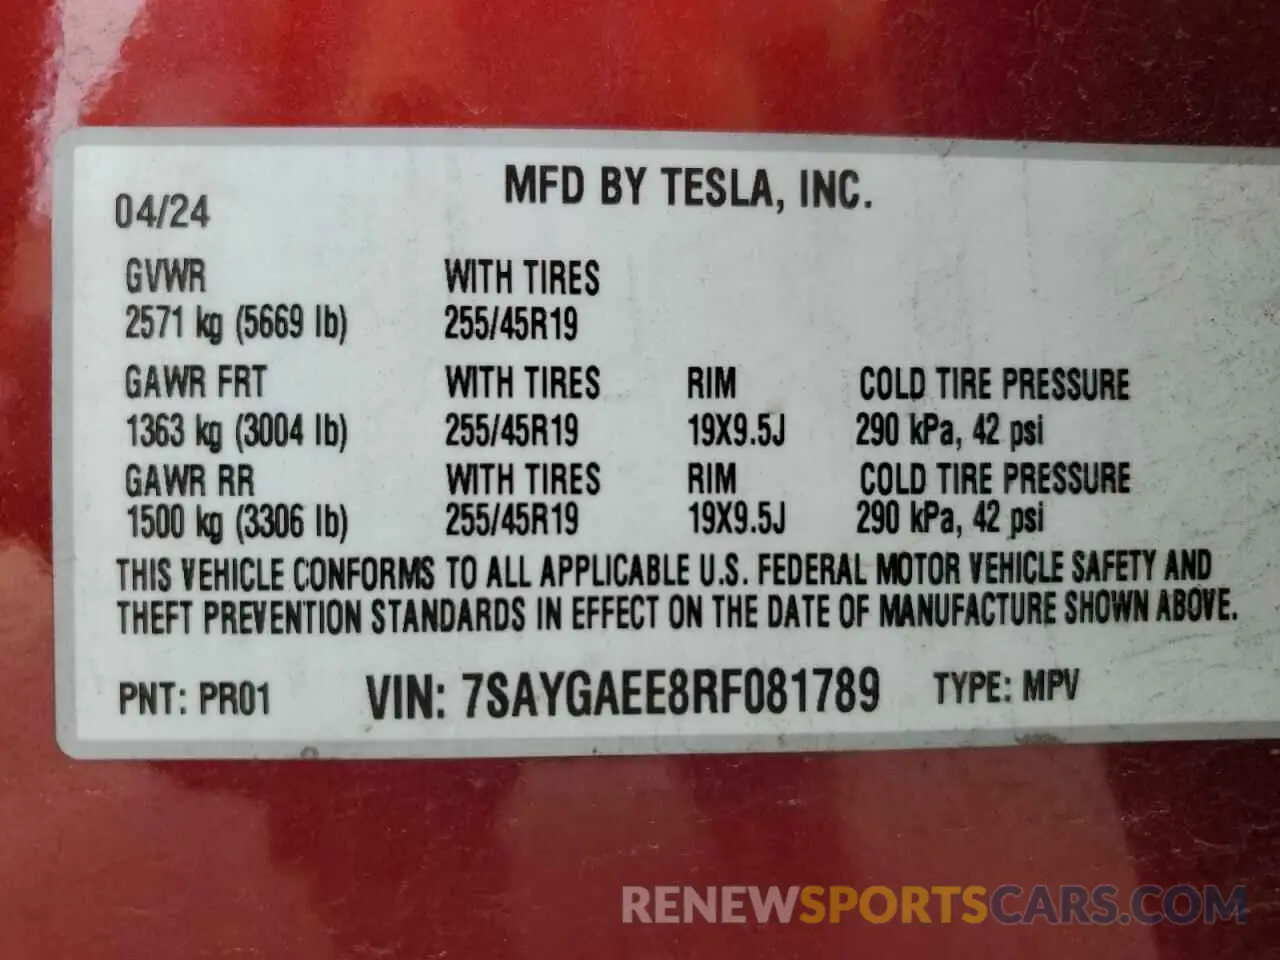 MFD BY TESLA, INC.
04/24
GVWR WITH TIRES
2571 kg (5669 lb) 255/45R19
GAWR FRT WITH TIRES RIM COLD TIRE PRESSURE
1363 kg (3004 lb) 255/45R19 19X9.5J 290 kPa, 42 psi
GAWR RR WITH TIRES RIM COLD TIRE PRESSURE
1500 kg (3306 lb) 255/45R19 19X9.5J 290 kPa, 42 psi
THIS VEHICLE CONFORMS TO ALL APPLICABLE U.S. FEDERAL MOTOR VEHICLE SAFETY AND
THEFT PREVENTION STANDARDS IN EFFECT ON THE DATE OF MANUFACTURE SHOWN ABOVE.
PNT: PR01 VIN: 7SAYGAEE8RF081789 TYPE: MPV
RENEWSPORTSCARS.COM